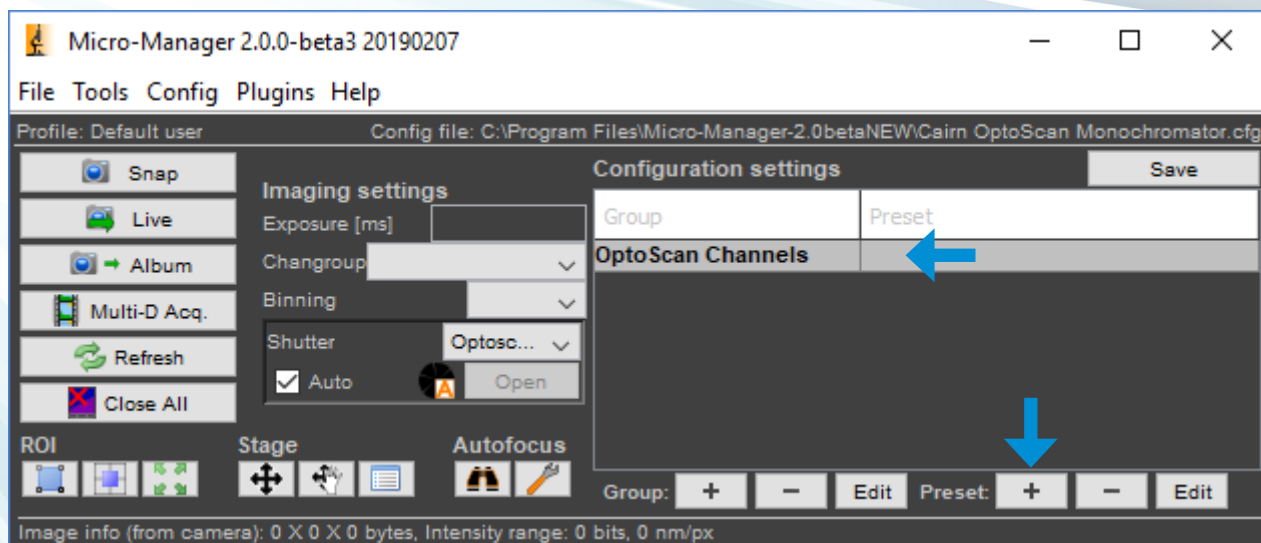 Micro-Manager 2.0.0-beta3 20190207
File Tools Config Plugins Help
Profile: Default user Config file: C:\Program Files\Micro-Manager-2.0betaNEW\Cairn OptoScan Monochromator.cfg
Snap
Live
Album
Multi-D Acq.
Refresh
Close All
Imaging settings
Exposure [ms]
Changroup
Binning
Shutter Optosc...
Auto A Open
Configuration settings Save
Group Preset
OptoScan Channels
ROI Stage Autofocus
Group: + − Edit Preset: + − Edit
Image info (from camera): 0 X 0 X 0 bytes, Intensity range: 0 bits, 0 nm/px